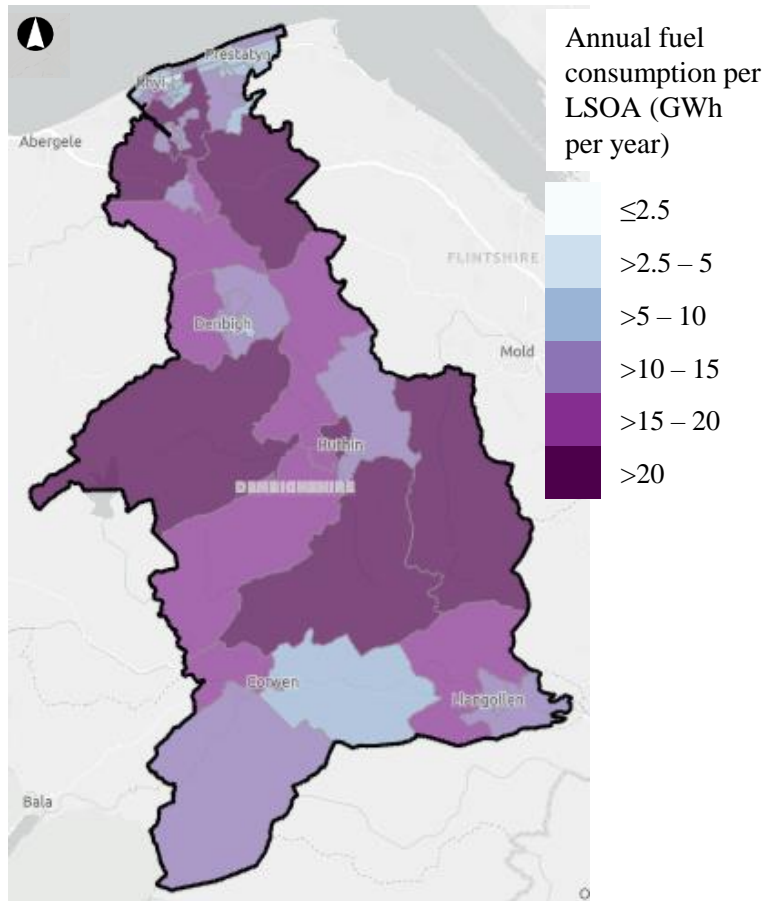 Prestatyn
Rhyl
Abergele
FLINTSHIRE
Denbigh
Mold
Ruthin
DENBIGHSHIRE
Corwen
Llangollen
Bala
O
Annual fuel
consumption per
LSOA (GWh
per year)
≤2.5
>2.5 – 5
>5 – 10
>10 – 15
>15 – 20
>20